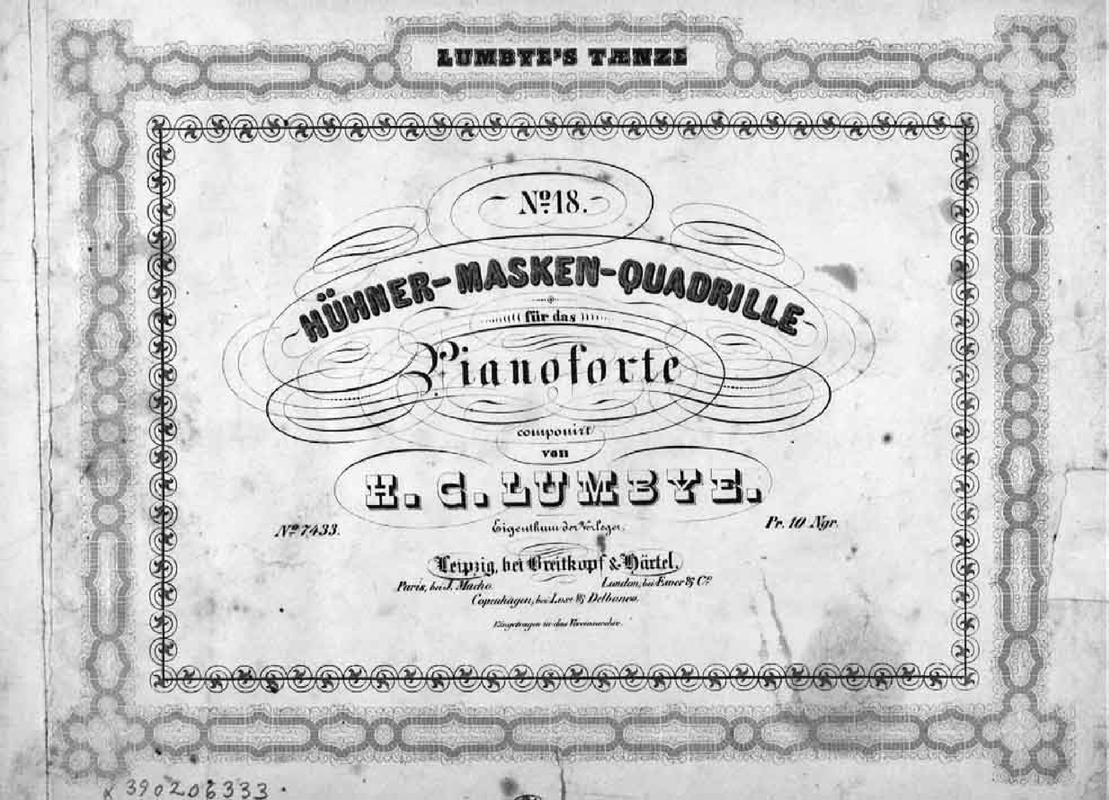 LUMBYE'S TÆNZE
No. 18.
HÜHNER-MASKEN-QUADRILLE
für das
Pianoforte
componirt
von
H. C. LUMBYE.
Eigenthum der Verleger.
No. 7433.
Pr. 10 Ngr.
Leipzig, bei Breitkopf & Härtel.
Paris, bei J. Maho. London, bei Ewer & Co.
Copenhagen, bei Lose & Delbanco.
Eingetragen in das Vereinsarchiv.
x 390206333.